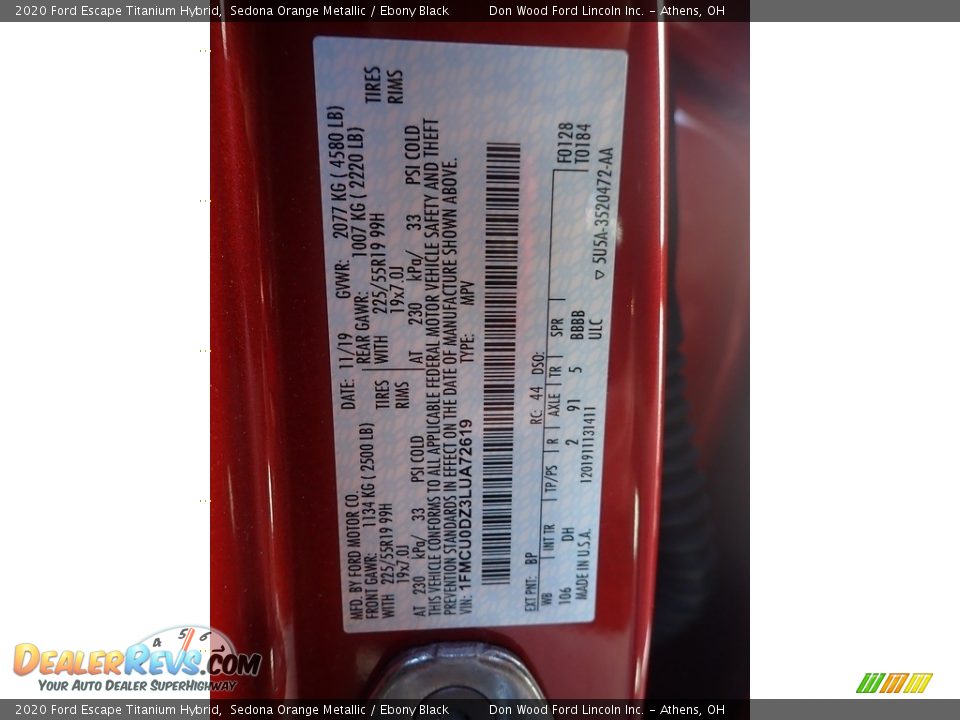 2020 Ford Escape Titanium Hybrid, Sedona Orange Metallic / Ebony Black Don Wood Ford Lincoln Inc. - Athens, OH
MFD. BY FORD MOTOR CO. DATE: 11/19 GVWR: 2077 KG ( 4580 LB)
FRONT GAWR: 1134 KG ( 2500 LB) REAR GAWR: 1007 KG ( 2220 LB)
WITH 225/55R19 99H TIRES WITH 225/55R19 99H TIRES
19x7.0J RIMS 19x7.0J RIMS
AT 230 kPa/ 33 PSI COLD AT 230 kPa/ 33 PSI COLD
THIS VEHICLE CONFORMS TO ALL APPLICABLE FEDERAL MOTOR VEHICLE SAFETY AND THEFT
PREVENTION STANDARDS IN EFFECT ON THE DATE OF MANUFACTURE SHOWN ABOVE.
VIN: 1FMCU0DZ3LUA72619 TYPE: MPV
EXT PNT: BP RC: 44 DSO: F0128
WB INT TR TP/PS R AXLE TR SPR T0184
106 DH 2 91 5 BBBB
MADE IN U.S.A. 1201911131411 ULC ▽ 5U5A-3520472-AA
4 5 6
DealerRevs.com
Your Auto Dealer SuperHighway
2020 Ford Escape Titanium Hybrid, Sedona Orange Metallic / Ebony Black Don Wood Ford Lincoln Inc. - Athens, OH